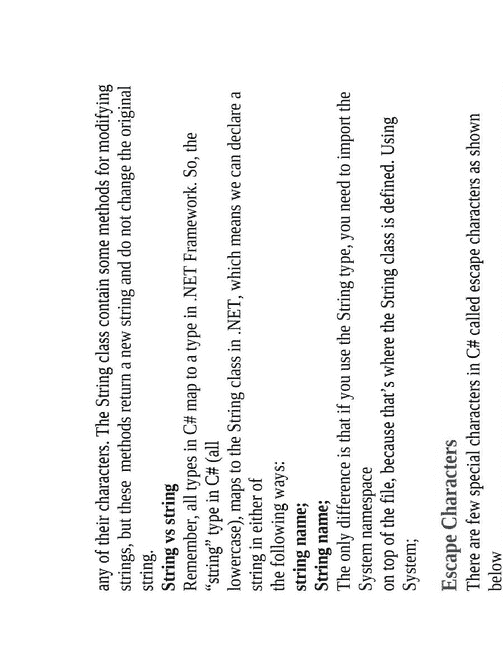 any of their characters. The String class contain some methods for modifying
strings, but these methods return a new string and do not change the original
string.
String vs string
Remember, all types in C# map to a type in .NET Framework. So, the
“string” type in C# (all
lowercase), maps to the String class in .NET, which means we can declare a
string in either of
the following ways:
string name;
String name;
The only difference is that if you use the String type, you need to import the
System namespace
on top of the file, because that’s where the String class is defined. Using
System;
Escape Characters
There are few special characters in C# called escape characters as shown
below